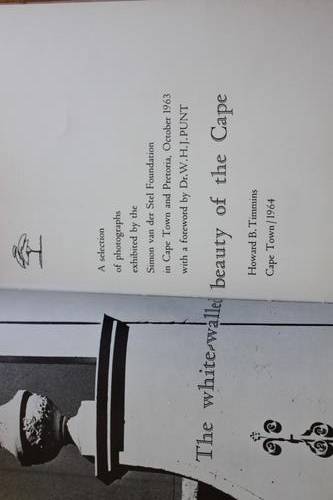 A selection
of photographs
exhibited by the
Simon van der Stel Foundation
in Cape Town and Pretoria, October 1963
with a foreword by Dr. W. H. J. PUNT
The white-walled beauty of the Cape
Howard B. Timmins
Cape Town/1964